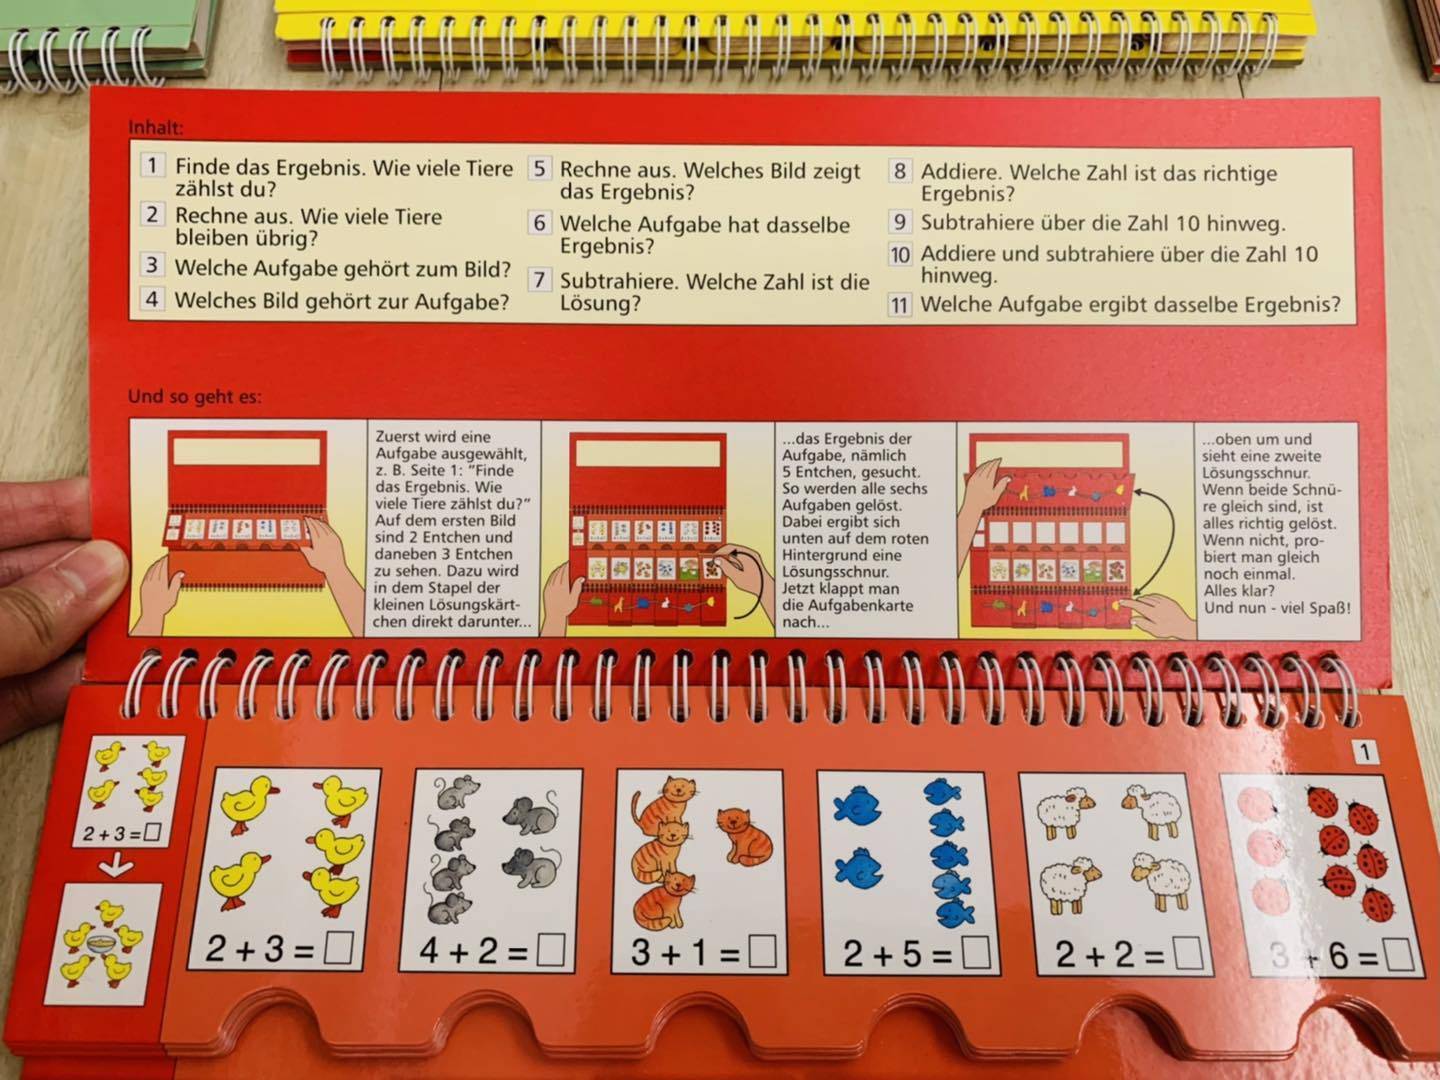 Inhalt:
1 Finde das Ergebnis. Wie viele Tiere
zählst du?
2 Rechne aus. Wie viele Tiere
bleiben übrig?
3 Welche Aufgabe gehört zum Bild?
4 Welches Bild gehört zur Aufgabe?
5 Rechne aus. Welches Bild zeigt
das Ergebnis?
6 Welche Aufgabe hat dasselbe
Ergebnis?
7 Subtrahiere. Welche Zahl ist die
Lösung?
8 Addiere. Welche Zahl ist das richtige
Ergebnis?
9 Subtrahiere über die Zahl 10 hinweg.
10 Addiere und subtrahiere über die Zahl 10
hinweg.
11 Welche Aufgabe ergibt dasselbe Ergebnis?
Und so geht es:
Zuerst wird eine
Aufgabe ausgewählt,
z. B. Seite 1: "Finde
das Ergebnis. Wie
viele Tiere zählst du?"
Auf dem ersten Bild
sind 2 Entchen und
daneben 3 Entchen
zu sehen. Dazu wird
in dem Stapel der
kleinen Lösungskärt-
chen direkt darunter...
...das Ergebnis der
Aufgabe, nämlich
5 Entchen, gesucht.
So werden alle sechs
Aufgaben gelöst.
Dabei ergibt sich
unten auf dem roten
Hintergrund eine
Lösungsschnur.
Jetzt klappt man
die Aufgabenkarte
nach...
...oben um und
sieht eine zweite
Lösungsschnur.
Wenn beide Schnü-
re gleich sind, ist
alles richtig gelöst.
Wenn nicht, pro-
biert man gleich
noch einmal.
Alles klar?
Und nun - viel Spaß!
1
2 + 3 = □
2 + 3 = □
4 + 2 = □
3 + 1 = □
2 + 5 = □
2 + 2 = □
3 + 6 = □